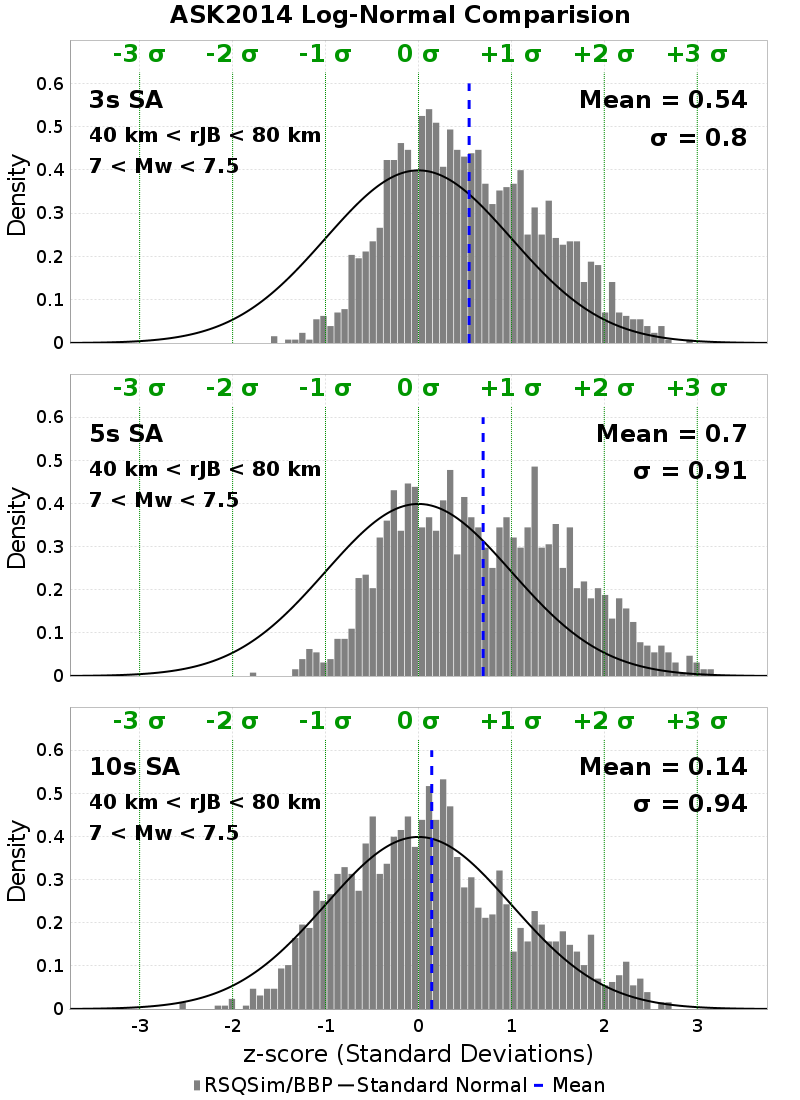 ASK2014 Log-Normal Comparision
-3 σ -2 σ -1 σ 0 σ +1 σ +2 σ +3 σ
0.6
3s SA Mean = 0.54
0.5
40 km < rJB < 80 km σ = 0.8
7 < Mw < 7.5
0.4
Density
0.3
0.2
0.1
0
-3 σ -2 σ -1 σ 0 σ +1 σ +2 σ +3 σ
0.6
5s SA Mean = 0.7
0.5
40 km < rJB < 80 km σ = 0.91
7 < Mw < 7.5
0.4
Density
0.3
0.2
0.1
0
-3 σ -2 σ -1 σ 0 σ +1 σ +2 σ +3 σ
0.6
10s SA Mean = 0.14
0.5
40 km < rJB < 80 km σ = 0.94
7 < Mw < 7.5
0.4
Density
0.3
0.2
0.1
0
-3 -2 -1 0 1 2 3
z-score (Standard Deviations)
RSQSim/BBP Standard Normal Mean